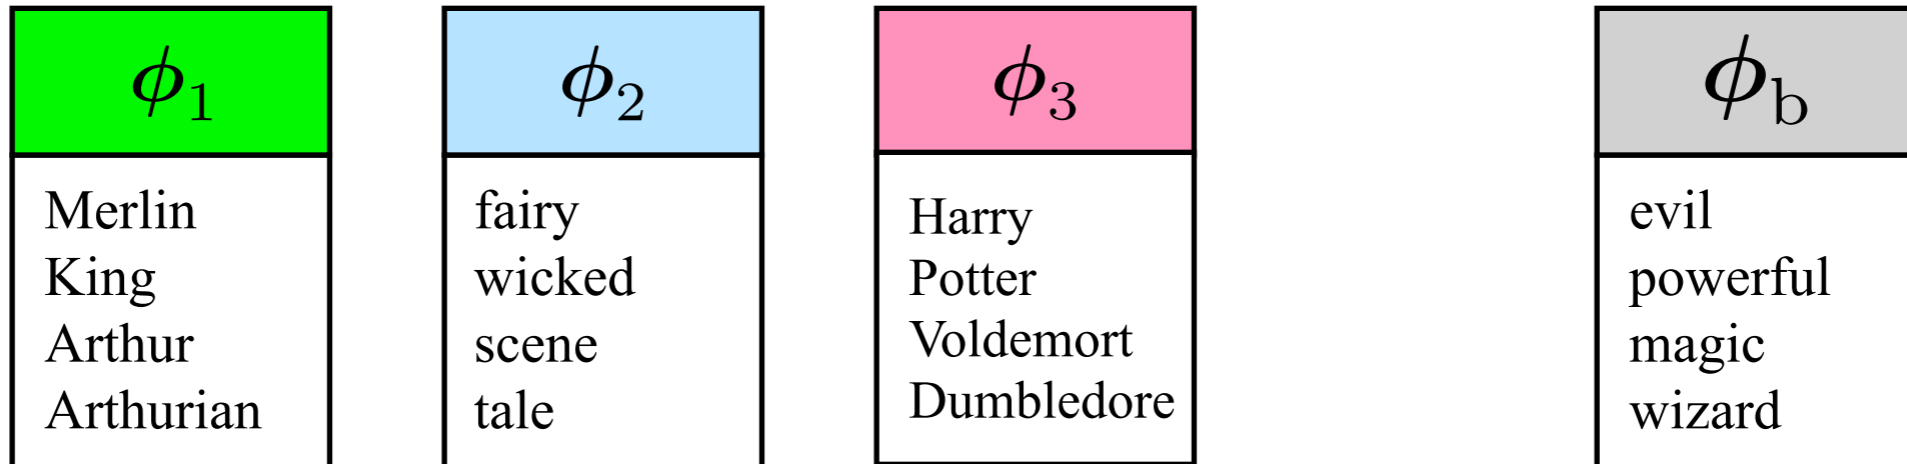 ϕ₁
Merlin
King
Arthur
Arthurian
ϕ₂
fairy
wicked
scene
tale
ϕ₃
Harry
Potter
Voldemort
Dumbledore
ϕ_b
evil
powerful
magic
wizard